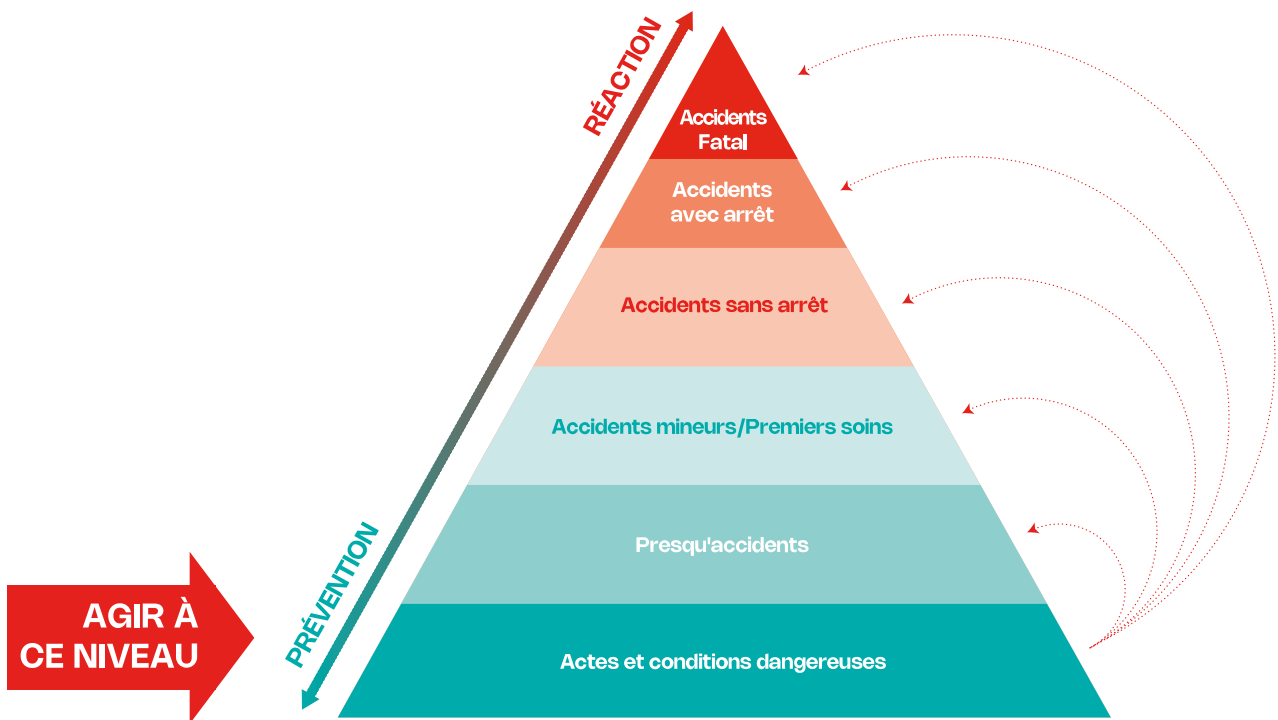 RÉACTION
Accidents
Fatal
Accidents
avec arrêt
Accidents sans arrêt
Accidents mineurs/Premiers soins
Presqu'accidents
PRÉVENTION
AGIR À
CE NIVEAU
Actes et conditions dangereuses